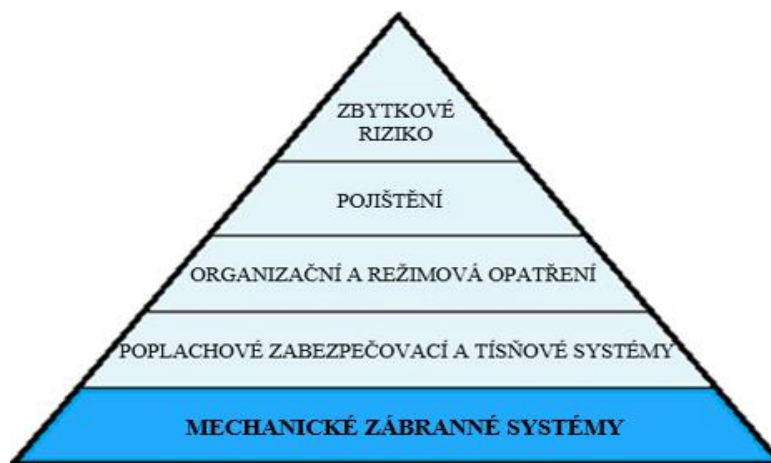 ZBYTKOVÉ
RIZIKO
POJIŠTĚNÍ
ORGANIZAČNÍ A REŽIMOVÁ OPATŘENÍ
POPLACHOVÉ ZABEZPEČOVACÍ A TÍSŇOVÉ SYSTÉMY
MECHANICKÉ ZÁBRANNÉ SYSTÉMY